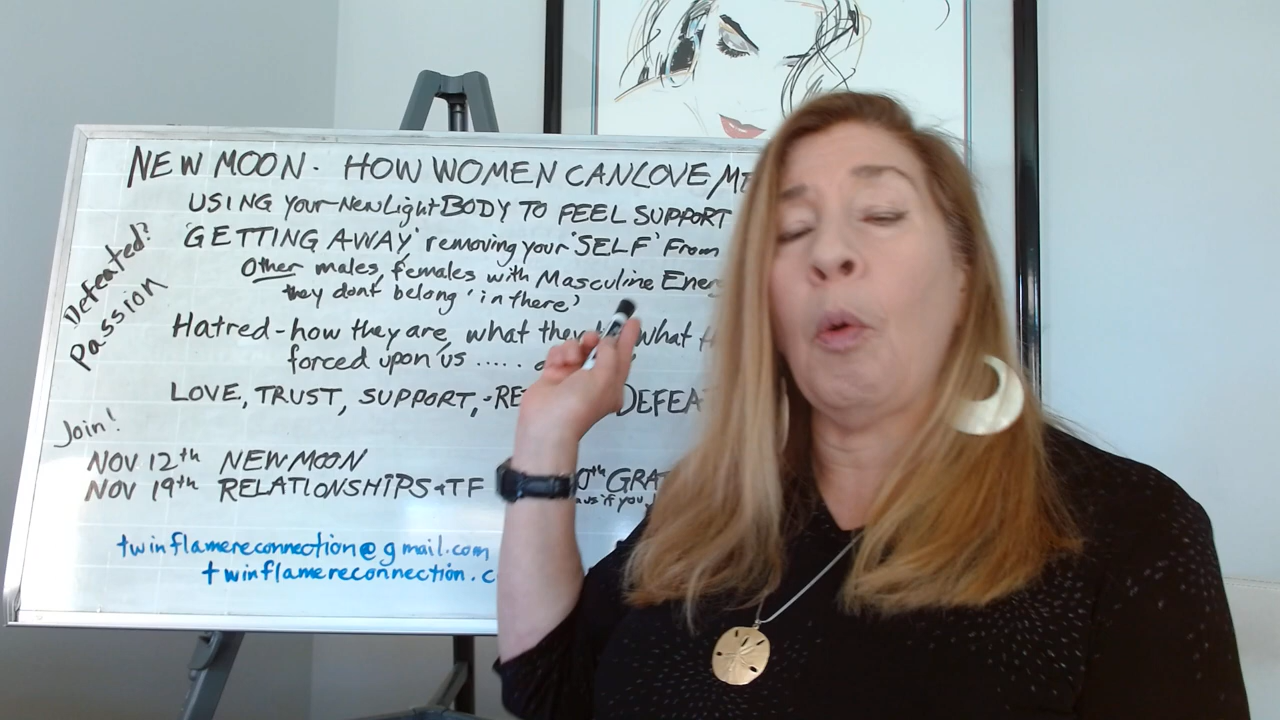 NEW MOON. HOW WOMEN CAN LOVE
USING your New Light BODY TO FEEL SUPPORT
'GETTING AWAY' removing your 'SELF' From
Other males, females with Masculine
they dont belong 'in there'
Defeated?
Passion
Hatred - how they are, what they what
forced upon us .....
LOVE, TRUST, SUPPORT,
Join!
NOV 12th NEW MOON
NOV 19th RELATIONSHIPS + TF
if you
twinflamereconnection@gmail.com
twinflamereconnection.c